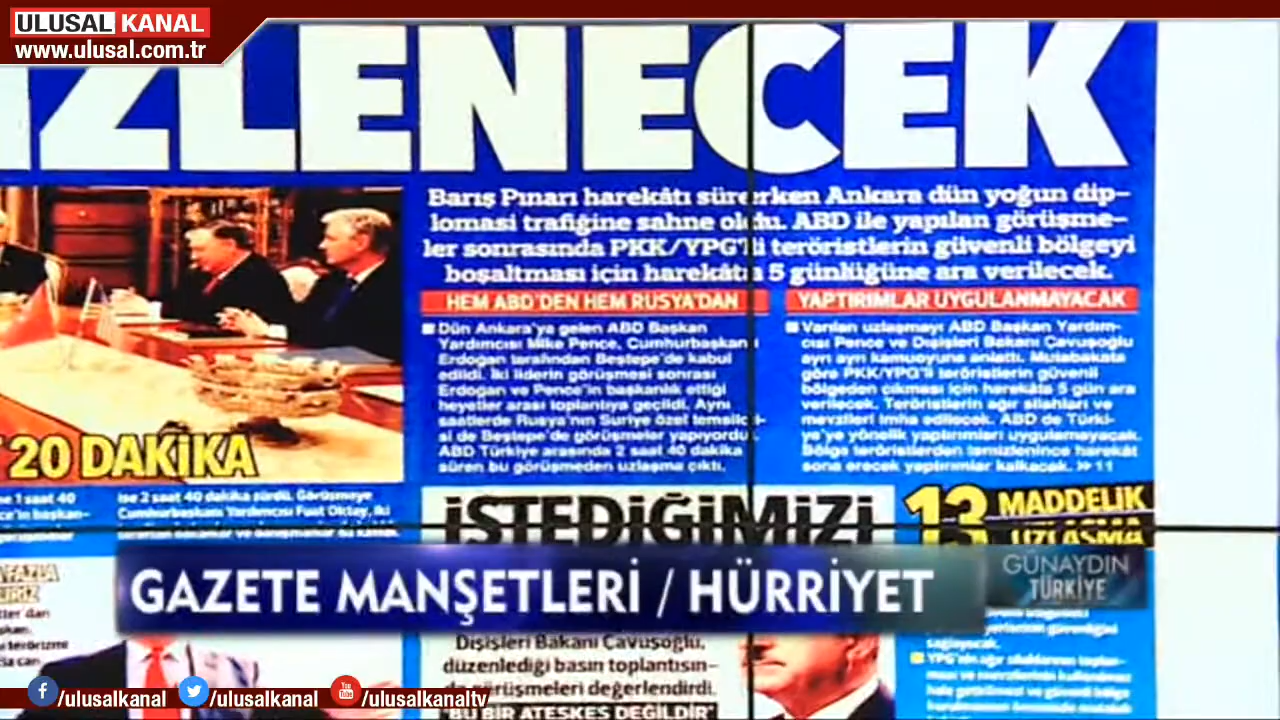 ULUSAL KANAL
www.ulusal.com.tr
İZLENECEK
Barış Pınarı harekâtı sürerken Ankara dün yoğun dip-
lomasi trafiğine sahne oldu. ABD ile yapılan görüşme-
ler sonrasında PKK/YPG'li teröristlerin güvenli bölgeyi
boşaltması için harekâta 5 günlüğüne ara verilecek.
HEM ABD'DEN HEM RUSYA'DAN
Dün Ankara'ya gelen ABD Başkan
Yardımcısı Mike Pence, Cumhurbaşkanı
Erdoğan tarafından Beştepe'de kabul
edildi. İki liderin görüşmesi sonrası
Erdoğan ve Pence'in başkanlık ettiği
heyetler arası toplantıya geçildi. Aynı
saatlerde Rusya'nın Suriye özel temsilci-
si de Beştepe'de görüşmeler yapıyordu.
ABD Türkiye arasında 2 saat 40 dakika
süren bu görüşmeden uzlaşma çıktı.
YAPTIRIMLAR UYGULANMAYACAK
Varılan uzlaşmayı ABD Başkan Yardım-
cısı Pence ve Dışişleri Bakanı Çavuşoğlu
ayrı ayrı kamuoyuna anlattı. Mutabakata
göre PKK/YPG'li teröristlerin güvenli
bölgeden çıkması için harekâta 5 gün ara
verilecek. Teröristlerin ağır silahları ve
mevzileri imha edilecek. ABD de Türki-
ye'ye yönelik yaptırımları uygulamayacak.
Bölge teröristlerden temizlenince harekât
sona erecek yaptırımlar kalkacak. >> 11
20 DAKİKA
1 saat 40
ise 2 saat 40 dakika sürdü. Görüşmeye
Cumhurbaşkanı Yardımcısı Fuat Oktay, iki
İSTEDİĞİMİZİ
13 MADDELİK
UZLAŞMA
GAZETE MANŞETLERİ / HÜRRİYET
GÜNAYDIN
TÜRKİYE
Dışişleri Bakanı Çavuşoğlu,
düzenlediği basın toplantısın-
da görüşmeleri değerlendirdi.
"BU BİR ATEŞKES DEĞİLDİR"
/ulusalkanal
/ulusalkanal
/ulusalkanaltv